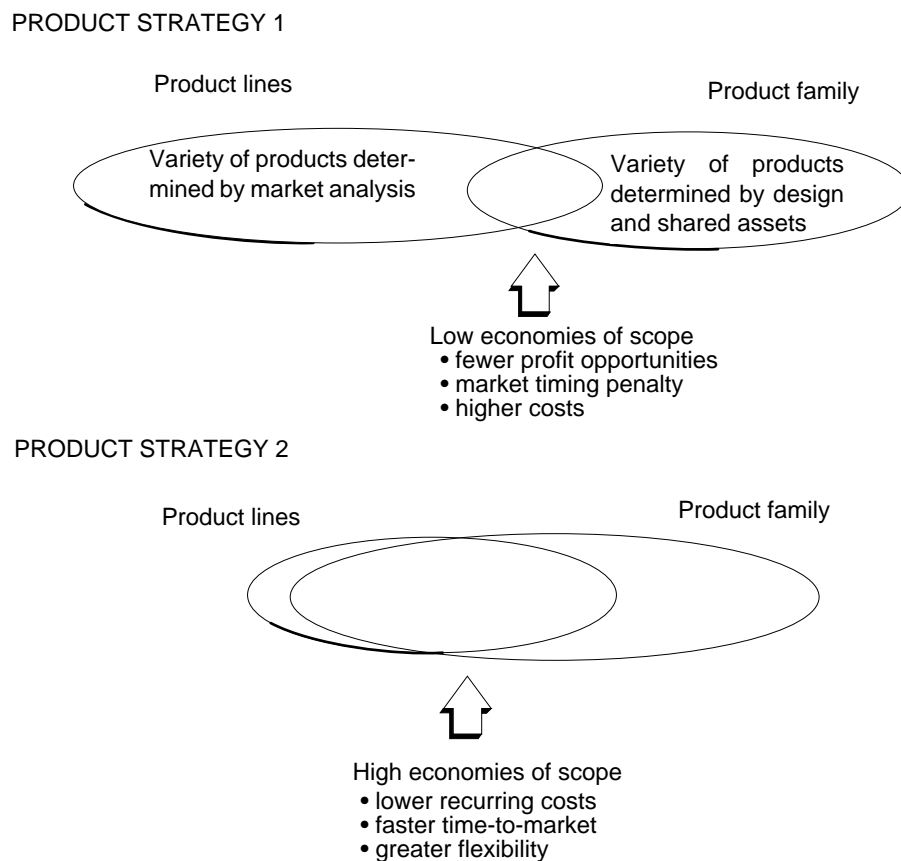 PRODUCT STRATEGY 1
Product lines
Product family
Variety of products deter-
mined by market analysis
Variety of products
determined by design
and shared assets
Low economies of scope
• fewer profit opportunities
• market timing penalty
• higher costs
PRODUCT STRATEGY 2
Product lines
Product family
High economies of scope
• lower recurring costs
• faster time-to-market
• greater flexibility